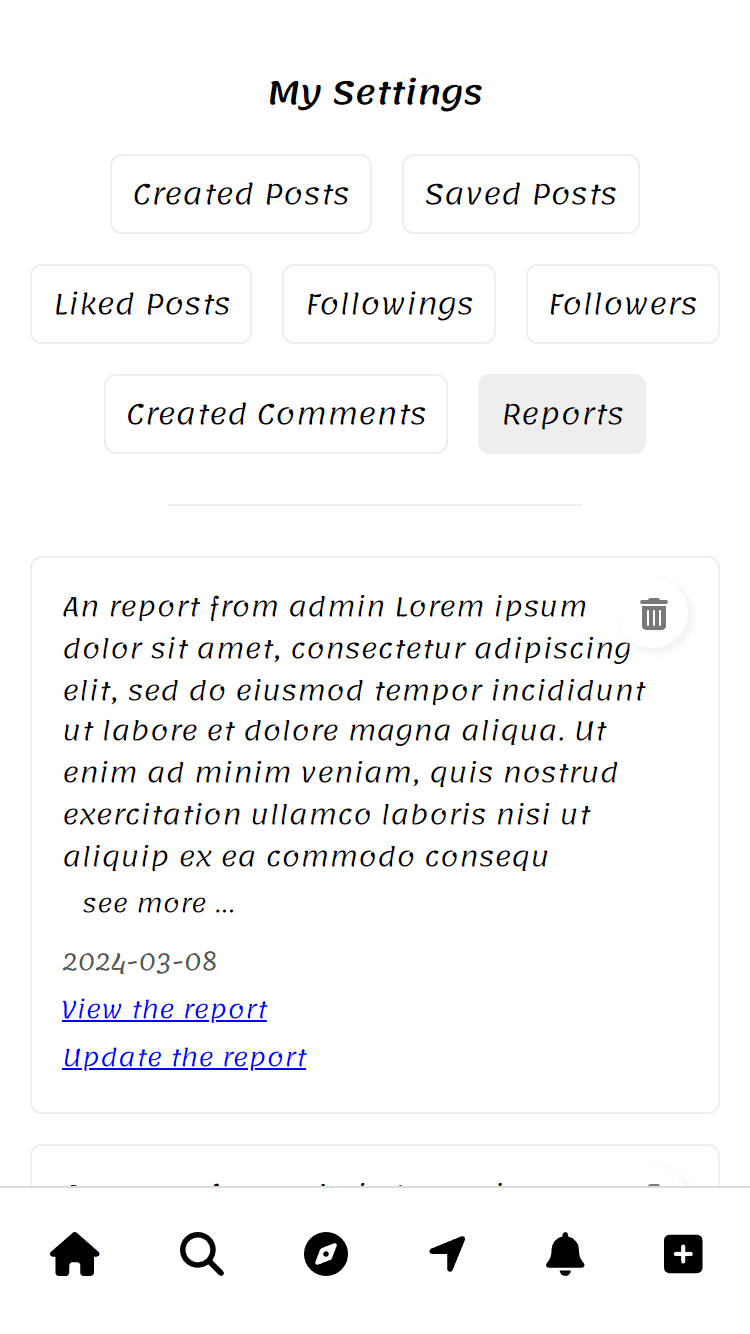 My Settings
Created Posts
Saved Posts
Liked Posts
Followings
Followers
Created Comments
Reports
An report from admin Lorem ipsum
dolor sit amet, consectetur adipiscing
elit, sed do eiusmod tempor incididunt
ut labore et dolore magna aliqua. Ut
enim ad minim veniam, quis nostrud
exercitation ullamco laboris nisi ut
aliquip ex ea commodo consequ
see more ...
2024-03-08
View the report
Update the report